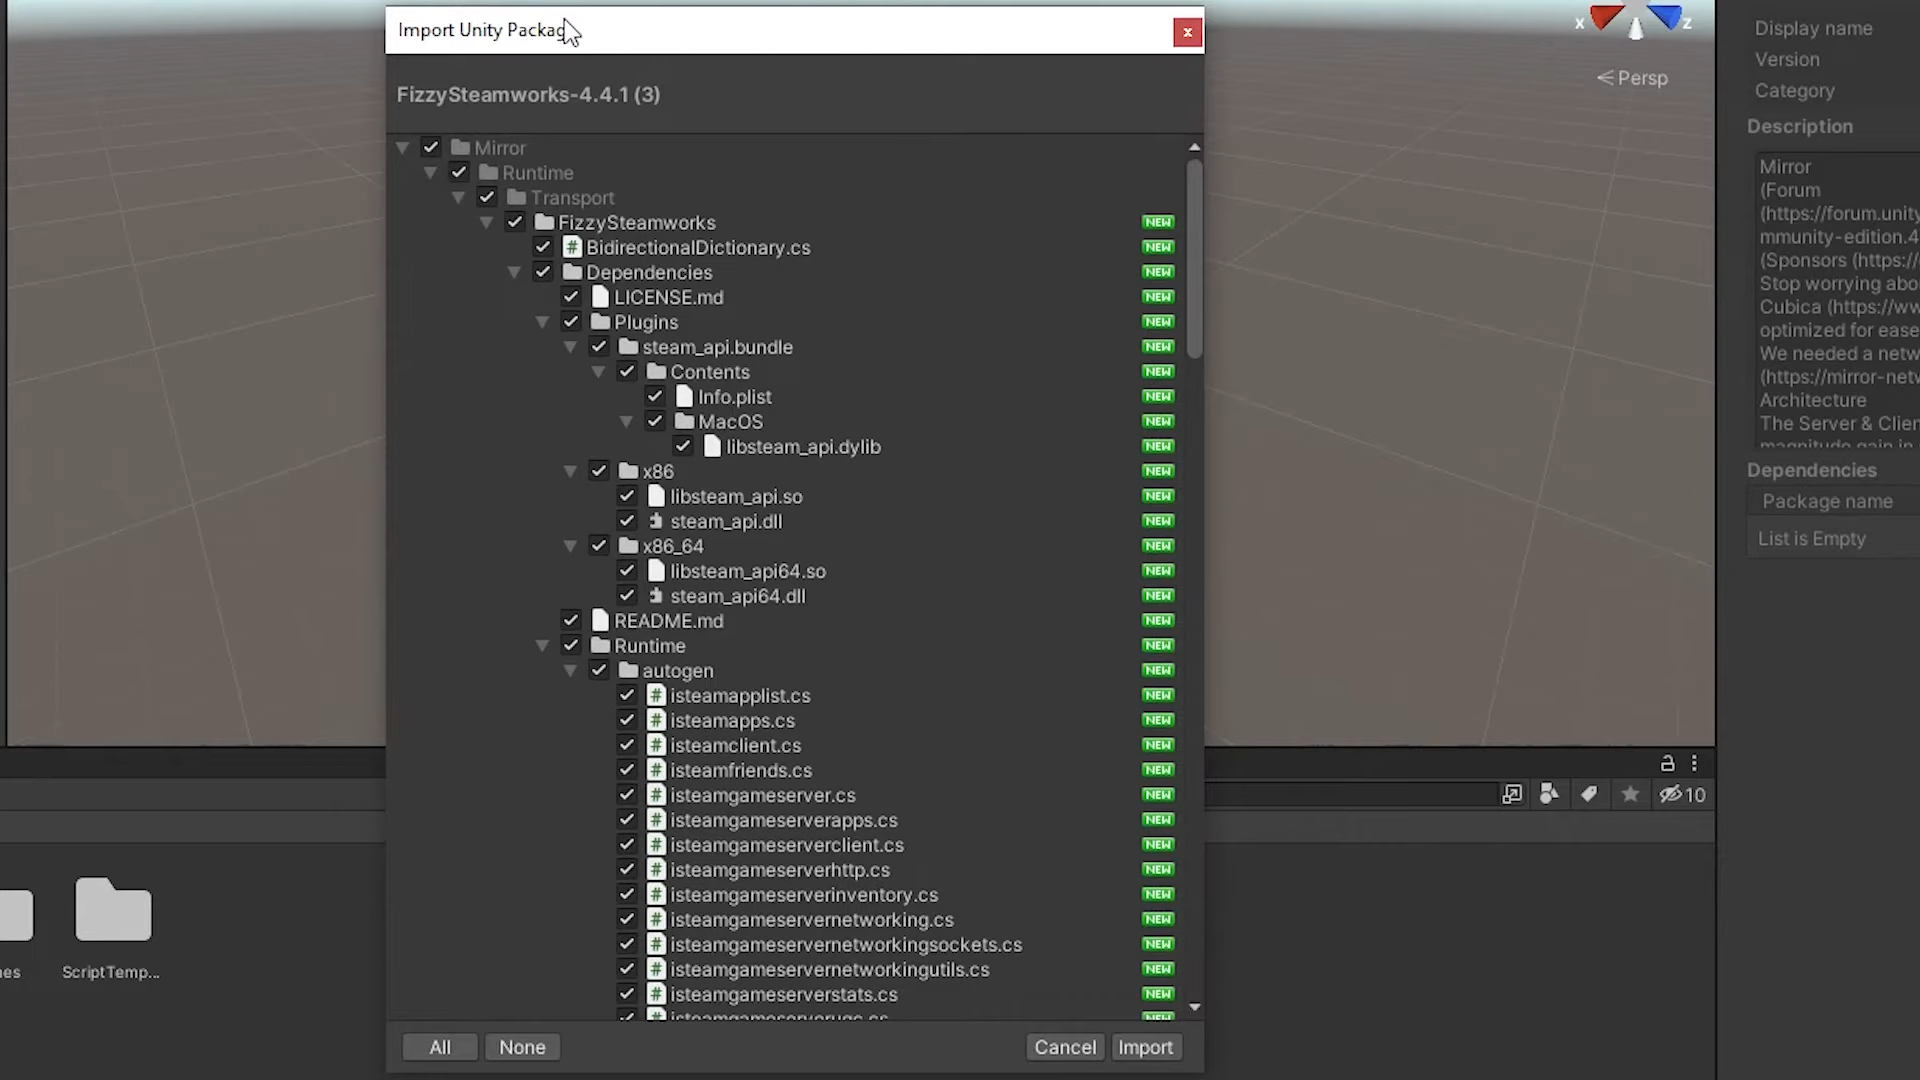 Import Unity Packag
x
FizzySteamworks-4.4.1 (3)
Mirror
Runtime
Transport
FizzySteamworks NEW
BidirectionalDictionary.cs NEW
Dependencies NEW
LICENSE.md NEW
Plugins NEW
steam_api.bundle NEW
Contents NEW
Info.plist NEW
MacOS NEW
libsteam_api.dylib NEW
x86 NEW
libsteam_api.so NEW
steam_api.dll NEW
x86_64 NEW
libsteam_api64.so NEW
steam_api64.dll NEW
README.md NEW
Runtime NEW
autogen NEW
isteamapplist.cs NEW
isteamapps.cs NEW
isteamclient.cs NEW
isteamfriends.cs NEW
isteamgameserver.cs NEW
isteamgameserverapps.cs NEW
isteamgameserverclient.cs NEW
isteamgameserverhttp.cs NEW
isteamgameserverinventory.cs NEW
isteamgameservernetworking.cs NEW
isteamgameservernetworkingsockets.cs NEW
isteamgameservernetworkingutils.cs NEW
isteamgameserverstats.cs NEW
isteamgameserverugc.cs NEW
All None Cancel Import
x z
Persp
10
es
ScriptTemp...
Display name
Version
Category
Description
Mirror
(Forum
(https://forum.unity
mmunity-edition.4
(Sponsors (https://
Stop worrying abo
Cubica (https://ww
optimized for ease
We needed a netw
(https://mirror-netw
Architecture
The Server & Clien
magnitude gain in
Dependencies
Package name
List is Empty